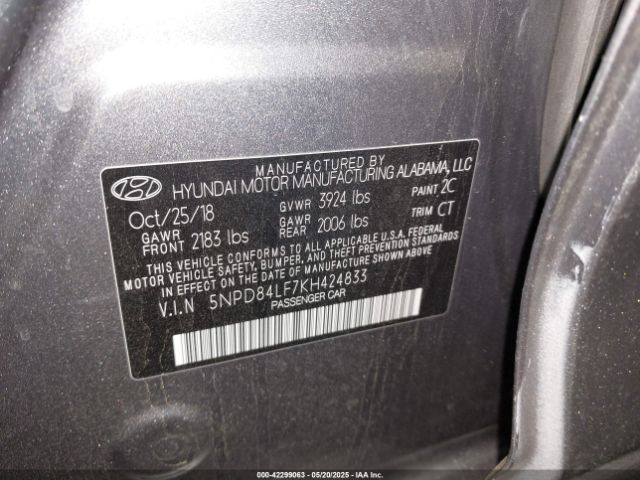 MANUFACTURED BY
HYUNDAI MOTOR MANUFACTURING ALABAMA, LLC
Oct/25/18 GVWR 3924 lbs PAINT 2C
GAWR FRONT 2183 lbs GAWR REAR 2006 lbs TRIM CT
THIS VEHICLE CONFORMS TO ALL APPLICABLE U.S.A. FEDERAL
MOTOR VEHICLE SAFETY, BUMPER, AND THEFT PREVENTION
STANDARDS IN EFFECT ON THE DATE OF MANUFACTURE SHOWN ABOVE.
V.I.N 5NPD84LF7KH424833
PASSENGER CAR
000-42299063 - 05/20/2025 - IAA Inc.